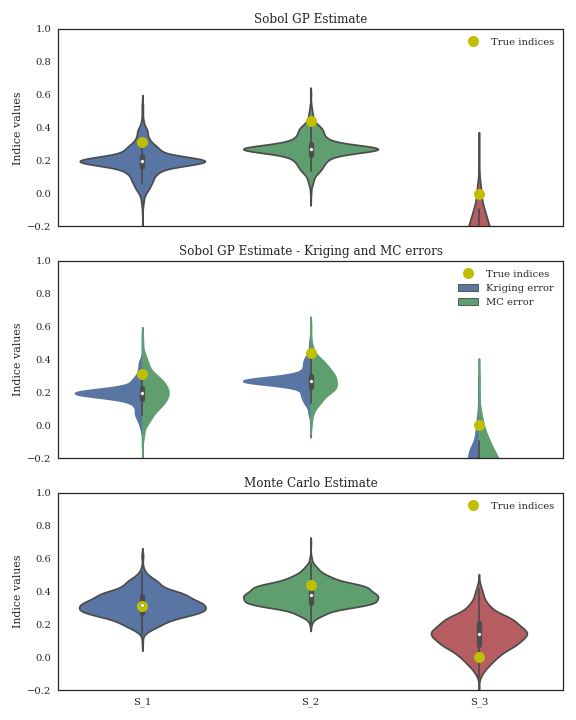 Sobol GP Estimate
1.0
0.8
0.6
0.4
0.2
0.0
−0.2
Indice values
True indices
Sobol GP Estimate - Kriging and MC errors
1.0
0.8
0.6
0.4
0.2
0.0
−0.2
Indice values
True indices
Kriging error
MC error
Monte Carlo Estimate
1.0
0.8
0.6
0.4
0.2
0.0
−0.2
Indice values
True indices
S_1 S_2 S_3